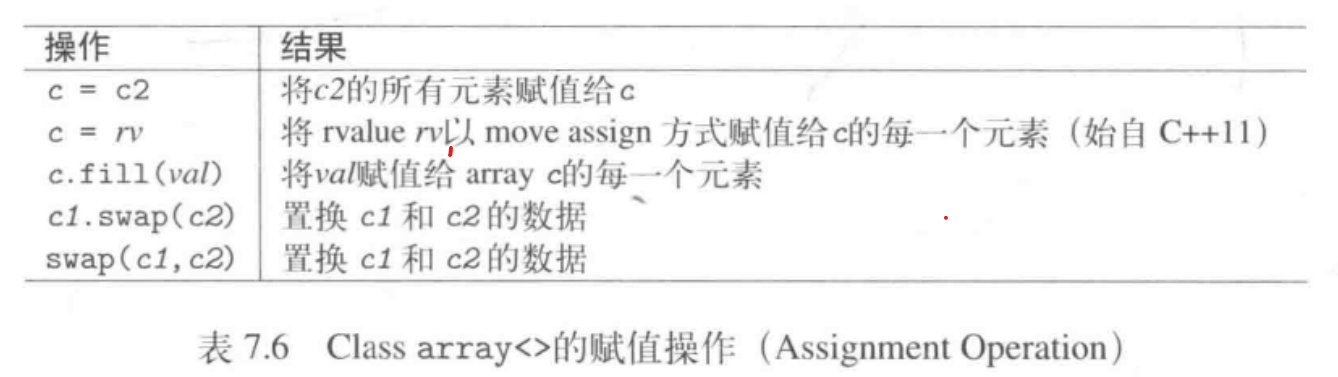 操作 结果
c = c2 将c2的所有元素赋值给c
c = rv 将 rvalue rv以 move assign 方式赋值给c的每一个元素（始自 C++11）
c.fill(val) 将val赋值给 array c的每一个元素
c1.swap(c2) 置换 c1 和 c2的数据
swap(c1,c2) 置换 c1 和 c2的数据
表 7.6 Class array<>的赋值操作（Assignment Operation）